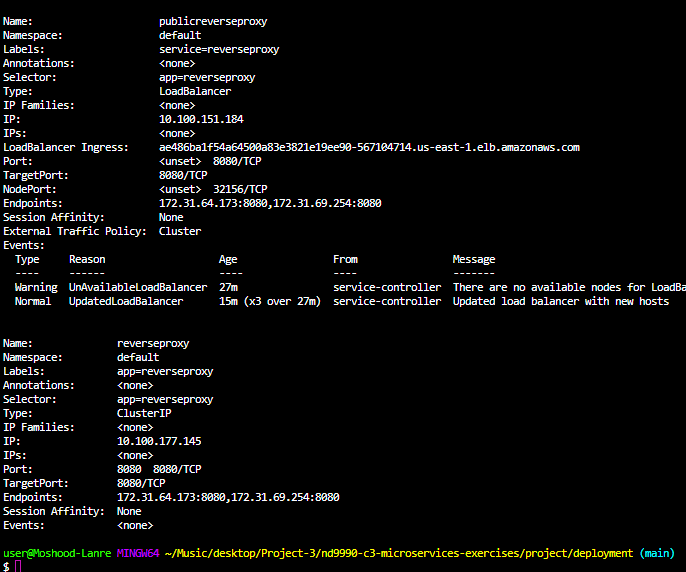 Name:                     publicreverseproxy
Namespace:                default
Labels:                   service=reverseproxy
Annotations:              <none>
Selector:                 app=reverseproxy
Type:                     LoadBalancer
IP Families:              <none>
IP:                       10.100.151.184
IPs:                      <none>
LoadBalancer Ingress:     ae486ba1f54a64500a83e3821e19ee90-567104714.us-east-1.elb.amazonaws.com
Port:                     <unset>  8080/TCP
TargetPort:               8080/TCP
NodePort:                 <unset>  32156/TCP
Endpoints:                172.31.64.173:8080,172.31.69.254:8080
Session Affinity:         None
External Traffic Policy:  Cluster
Events:
  Type     Reason                   Age                 From                Message
  ----     ------                   ----                ----                -------
  Warning  UnAvailableLoadBalancer  27m                 service-controller  There are no available nodes for LoadBa
  Normal   UpdatedLoadBalancer      15m (x3 over 27m)   service-controller  Updated load balancer with new hosts
Name:              reverseproxy
Namespace:         default
Labels:            app=reverseproxy
Annotations:       <none>
Selector:          app=reverseproxy
Type:              ClusterIP
IP Families:       <none>
IP:                10.100.177.145
IPs:               <none>
Port:              8080  8080/TCP
TargetPort:        8080/TCP
Endpoints:         172.31.64.173:8080,172.31.69.254:8080
Session Affinity:  None
Events:            <none>
user@Moshood-Lanre MINGW64 ~/Music/desktop/Project-3/nd9990-c3-microservices-exercises/project/deployment (main)
$